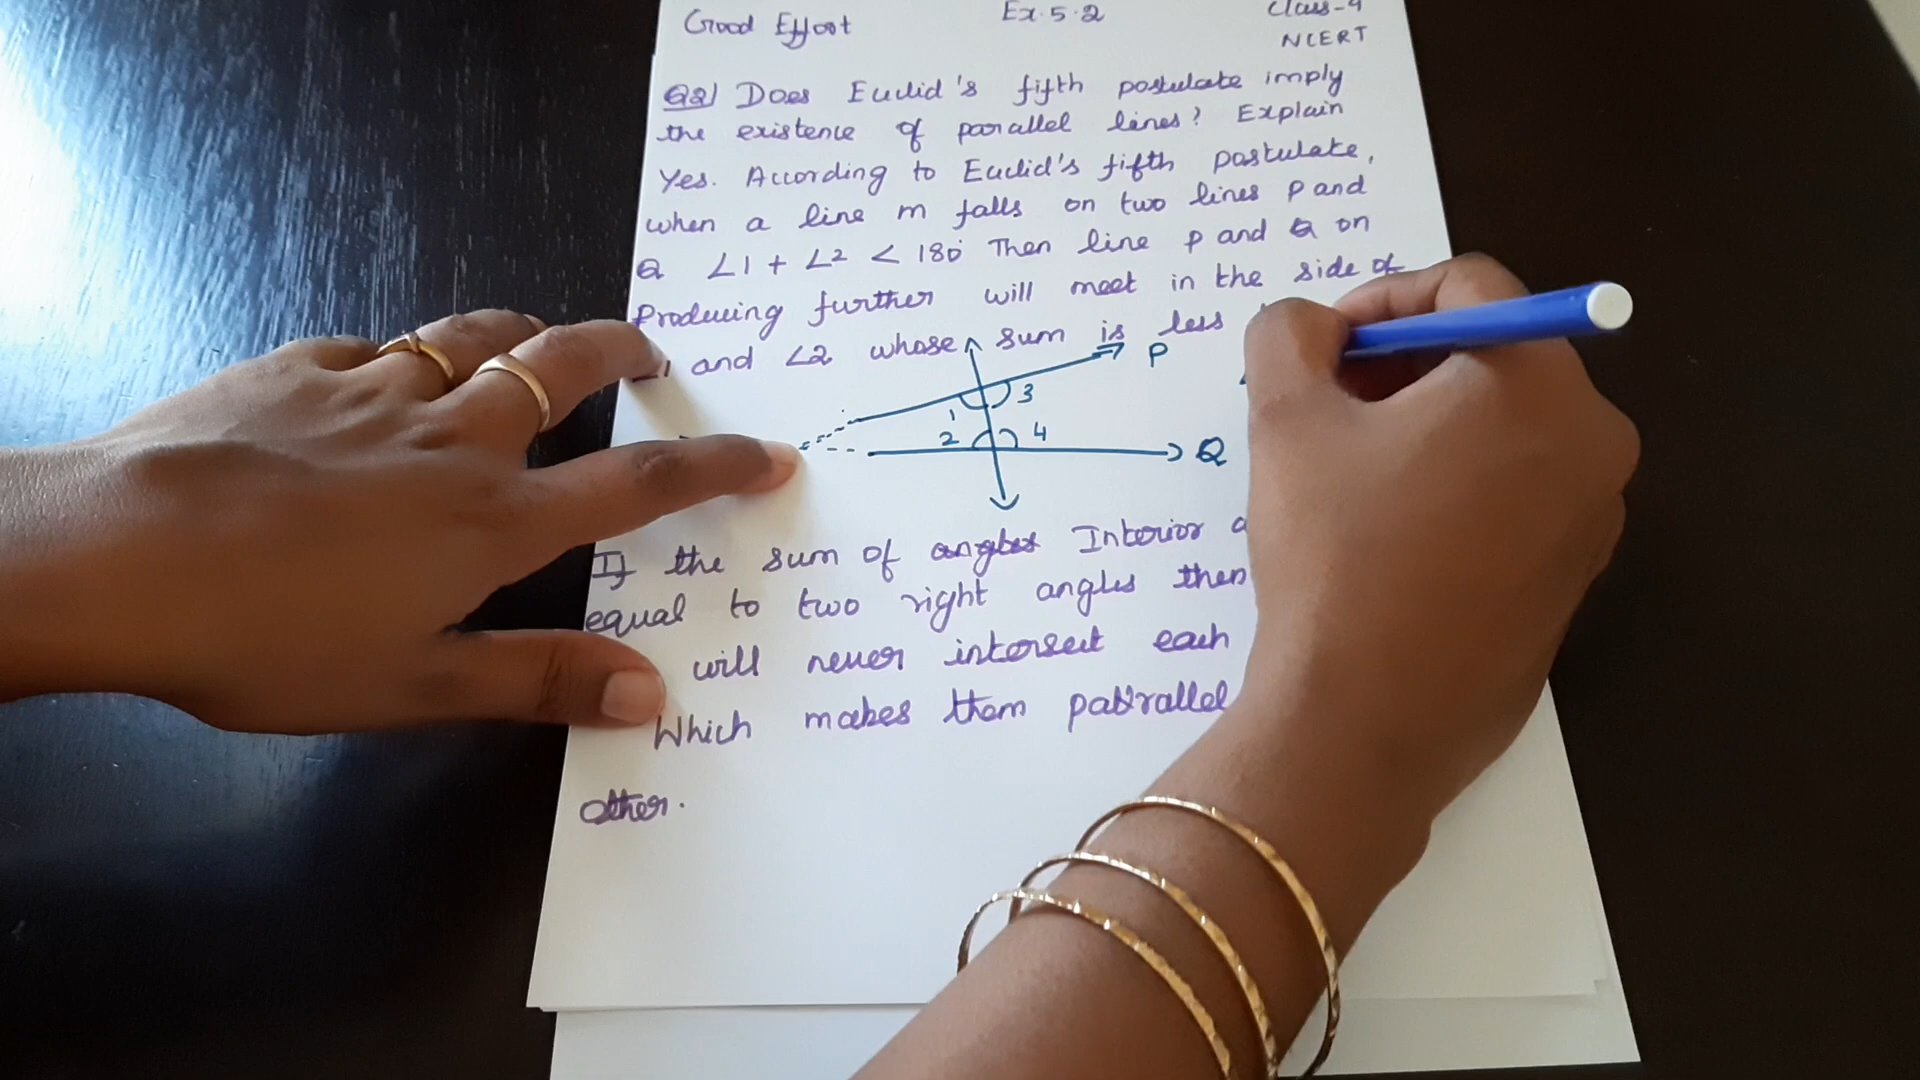 Good Effort Ex.5.2 Class-9
NCERT
Q2) Does Euclid's fifth postulate imply
the existence of parallel lines? Explain
Yes. According to Euclid's fifth postulate,
when a line m falls on two lines P and
Q ∠1 + ∠2 < 180° Then line P and Q on
Producing further will meet in the side of
∠1 and ∠2 whose sum is less
P
1 3
2 4
Q
If the sum of angles Interior
equal to two right angles then
will never intersect each
Which makes them parallel
other.